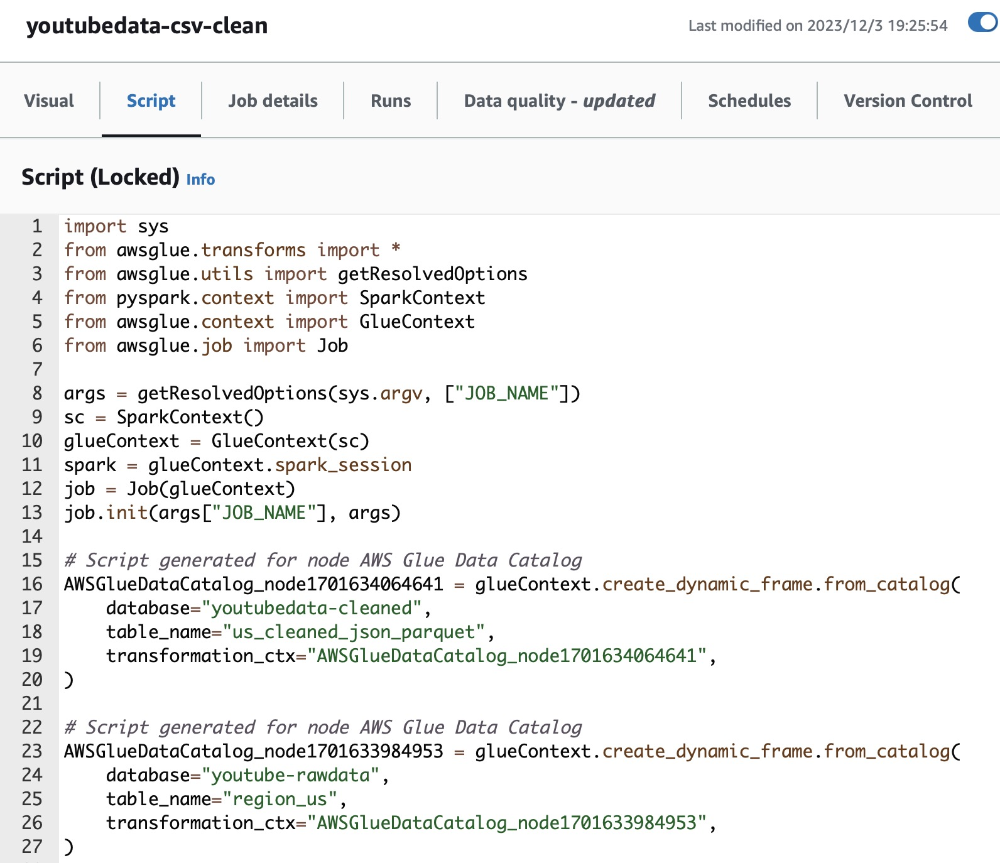 youtubedata-csv-clean
Last modified on 2023/12/3 19:25:54
Visual Script Job details Runs Data quality - updated Schedules Version Control
Script (Locked) Info
1 import sys
2 from awsglue.transforms import *
3 from awsglue.utils import getResolvedOptions
4 from pyspark.context import SparkContext
5 from awsglue.context import GlueContext
6 from awsglue.job import Job
7
8 args = getResolvedOptions(sys.argv, ["JOB_NAME"])
9 sc = SparkContext()
10 glueContext = GlueContext(sc)
11 spark = glueContext.spark_session
12 job = Job(glueContext)
13 job.init(args["JOB_NAME"], args)
14
15 # Script generated for node AWS Glue Data Catalog
16 AWSGlueDataCatalog_node1701634064641 = glueContext.create_dynamic_frame.from_catalog(
17     database="youtubedata-cleaned",
18     table_name="us_cleaned_json_parquet",
19     transformation_ctx="AWSGlueDataCatalog_node1701634064641",
20 )
21
22 # Script generated for node AWS Glue Data Catalog
23 AWSGlueDataCatalog_node1701633984953 = glueContext.create_dynamic_frame.from_catalog(
24     database="youtube-rawdata",
25     table_name="region_us",
26     transformation_ctx="AWSGlueDataCatalog_node1701633984953",
27 )